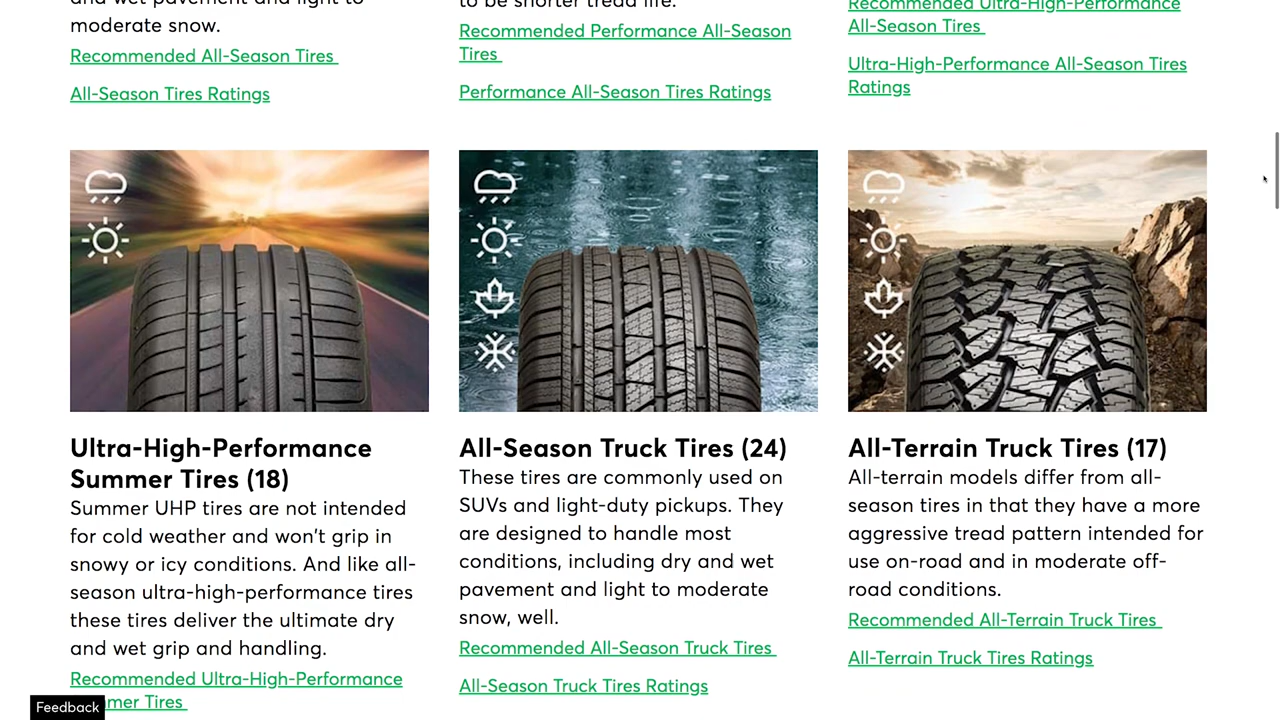 and wet pavement and light to
moderate snow.
Recommended All-Season Tires
All-Season Tires Ratings
to be shorter tread life.
Recommended Performance All-Season
Tires
Performance All-Season Tires Ratings
Recommended Ultra-High-Performance
All-Season Tires
Ultra-High-Performance All-Season Tires
Ratings
Ultra-High-Performance
Summer Tires (18)
Summer UHP tires are not intended
for cold weather and won't grip in
snowy or icy conditions. And like all-
season ultra-high-performance tires
these tires deliver the ultimate dry
and wet grip and handling.
Recommended Ultra-High-Performance
mer Tires
All-Season Truck Tires (24)
These tires are commonly used on
SUVs and light-duty pickups. They
are designed to handle most
conditions, including dry and wet
pavement and light to moderate
snow, well.
Recommended All-Season Truck Tires
All-Season Truck Tires Ratings
All-Terrain Truck Tires (17)
All-terrain models differ from all-
season tires in that they have a more
aggressive tread pattern intended for
use on-road and in moderate off-
road conditions.
Recommended All-Terrain Truck Tires
All-Terrain Truck Tires Ratings
Feedback